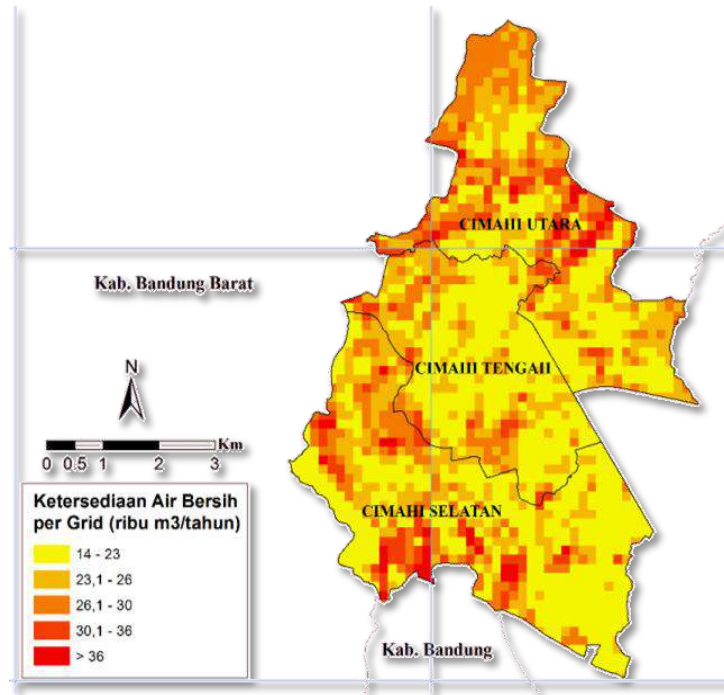 CIMAHI UTARA
Kab. Bandung Barat
CIMAHI TENGAH
N
Km
0 0.5 1 2 3
Ketersediaan Air Bersih
per Grid (ribu m3/tahun)
14 - 23
23,1 - 26
26,1 - 30
30,1 - 36
> 36
CIMAHI SELATAN
Kab. Bandung